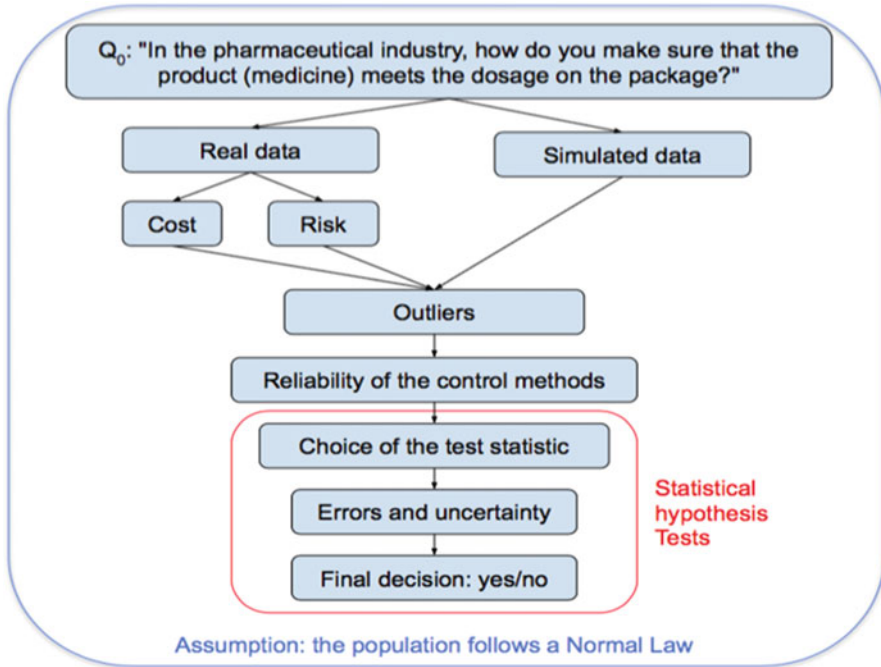 Q₀: "In the pharmaceutical industry, how do you make sure that the
product (medicine) meets the dosage on the package?"
Real data
Simulated data
Cost
Risk
Outliers
Reliability of the control methods
Choice of the test statistic
Errors and uncertainty
Final decision: yes/no
Statistical
hypothesis
Tests
Assumption: the population follows a Normal Law